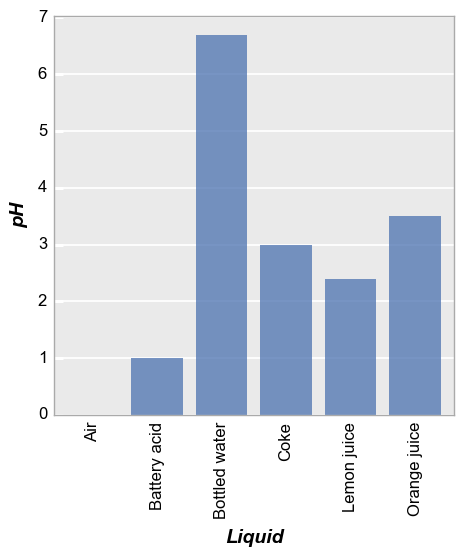 7
6
5
4
3
2
1
0
pH
Air
Battery acid
Bottled water
Coke
Lemon juice
Orange juice
Liquid